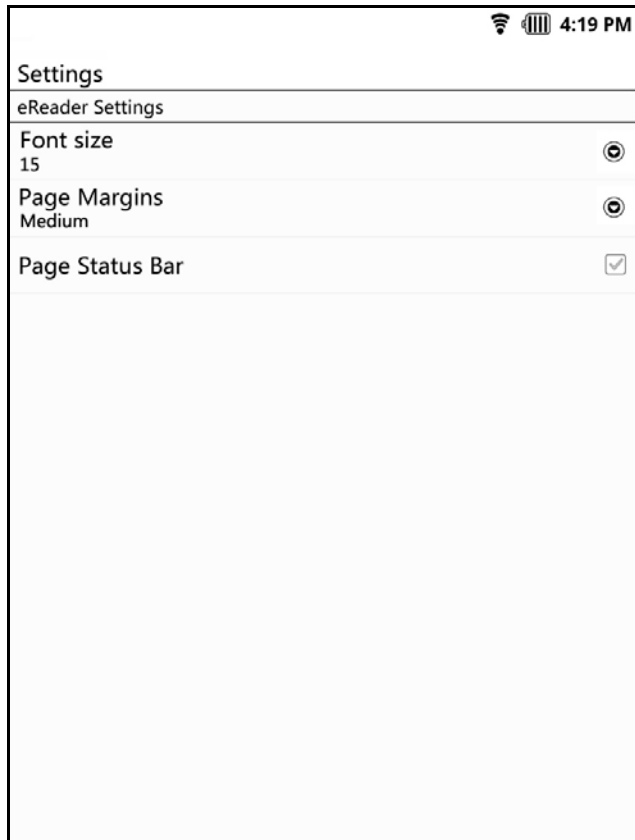 4:19 PM
Settings
eReader Settings
Font size
15
Page Margins
Medium
Page Status Bar